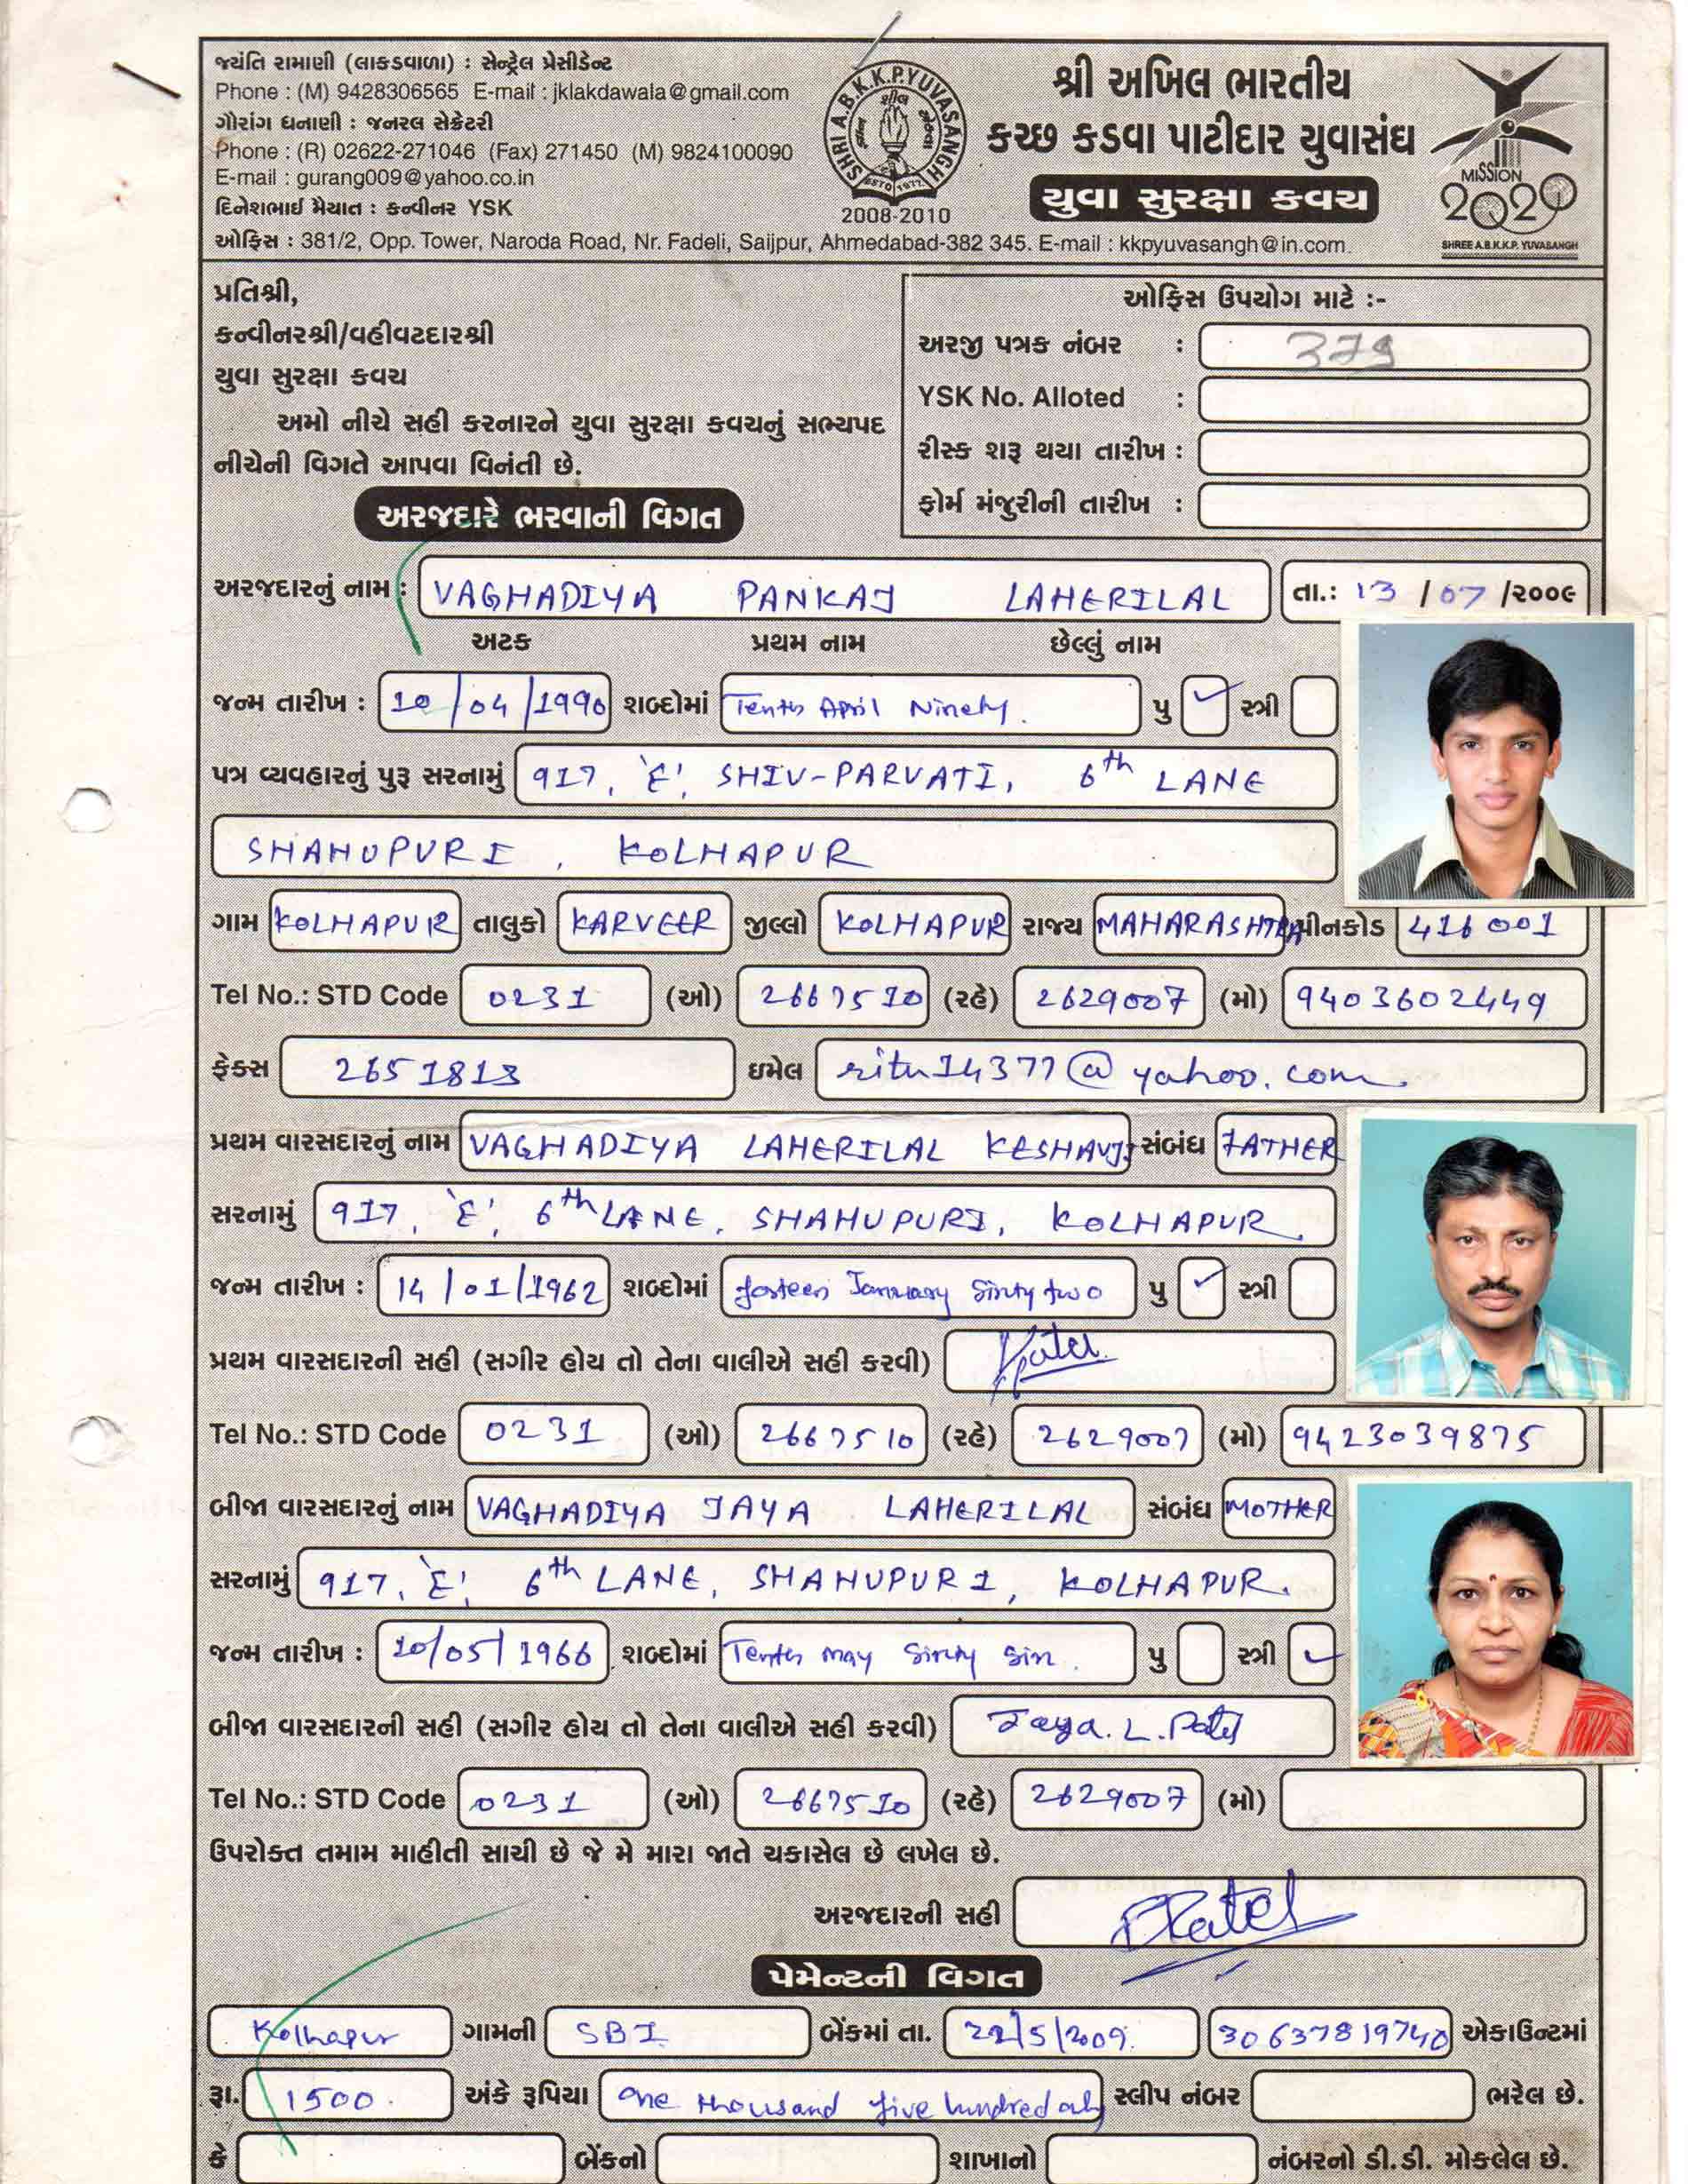 જ્યંતિ રામાણી (લાકડાવાળા) : સેન્ટ્રેલ પ્રેસીડેન્ટ
Phone : (M) 9428306565 E-mail : jklakdawala@gmail.com
ગૌરાંગ ધનાણી : જનરલ સેક્રેટરી
Phone : (R) 02622-271046 (Fax) 271450 (M) 9824100090
E-mail : gurang009@yahoo.co.in
દિનેશભાઈ મૈયાત : કન્વીનર YSK
SHRI A.B.K.K.P. YUVASANGH
ESTD 1977
2008-2010
શ્રી અખિલ ભારતીય
કચ્છ કડવા પાટીદાર યુવાસંઘ
યુવા સુરક્ષા કવચ
MISSION
2020
SHREE A.B.K.K.P. YUVASANGH
ઓફિસ : 381/2, Opp. Tower, Naroda Road, Nr. Fadeli, Saijpur, Ahmedabad-382 345. E-mail : kkpyuvasangh@in.com.
પ્રતિશ્રી,
કન્વીનરશ્રી/વહીવટદારશ્રી
યુવા સુરક્ષા કવચ
અમો નીચે સહી કરનારને યુવા સુરક્ષા કવચનું સભ્યપદ
નીચેની વિગતે આપવા વિનંતી છે.
ઓફિસ ઉપયોગ માટે :-
અરજી પત્રક નંબર : 379
YSK No. Alloted :
રીસ્ક શરૂ થયા તારીખ :
ફોર્મ મંજુરીની તારીખ :
અરજદારે ભરવાની વિગત
અરજદારનું નામ : VAGHADIYA PANKAJ LAHERILAL તા.: 13 / 07 /૨૦૦૯
અટક પ્રથમ નામ છેલ્લું નામ
જન્મ તારીખ : 10/04/1990 શબ્દોમાં Tenth April Ninety. પુ ✓ સ્ત્રી
પત્ર વ્યવહારનું પુરૂ સરનામું 917, 'E', SHIV-PARVATI, 6th LANE
SHAHUPURI, KOLHAPUR
ગામ KOLHAPUR તાલુકો KARVEER જીલ્લો KOLHAPUR રાજ્ય MAHARASHTRA પીનકોડ 416 001
Tel No.: STD Code 0231 (ઓ) 2667510 (રહે) 2629007 (મો) 9403602449
ફેક્સ 2651813 ઇમેલ ritu14377@yahoo.com
પ્રથમ વારસદારનું નામ VAGHADIYA LAHERILAL KESHAVJI સંબંધ FATHER
સરનામું 917, 'E', 6th LANE, SHAHUPURI, KOLHAPUR.
જન્મ તારીખ : 14/01/1962 શબ્દોમાં forteen January Sixty two પુ ✓ સ્ત્રી
પ્રથમ વારસદારની સહી (સગીર હોય તો તેના વાલીએ સહી કરવી) Patel
Tel No.: STD Code 0231 (ઓ) 2667510 (રહે) 2629007 (મો) 9423039875
બીજા વારસદારનું નામ VAGHADIYA JAYA LAHERILAL સંબંધ MOTHER
સરનામું 917, 'E', 6th LANE, SHAHUPURI, KOLHAPUR.
જન્મ તારીખ : 10/05/1966 શબ્દોમાં Tenth May Sixty Six. પુ સ્ત્રી ✓
બીજા વારસદારની સહી (સગીર હોય તો તેના વાલીએ સહી કરવી) Jaya. L. Patel
Tel No.: STD Code 0231 (ઓ) 2667510 (રહે) 2629007 (મો)
ઉપરોક્ત તમામ માહીતી સાચી છે જે મે મારા જાતે ચકાસેલ છે લખેલ છે.
અરજદારની સહી Patel
પેમેન્ટની વિગત
Kolhapur ગામની SBI બેંકમાં તા. 22/5/2009. 30637819740 એકાઉન્ટમાં
રૂા. 1500. અંકે રૂપિયા One thousand five hundred only સ્લીપ નંબર ભરેલ છે.
કે બેંકનો શાખાનો નંબરનો ડી.ડી. મોકલેલ છે.